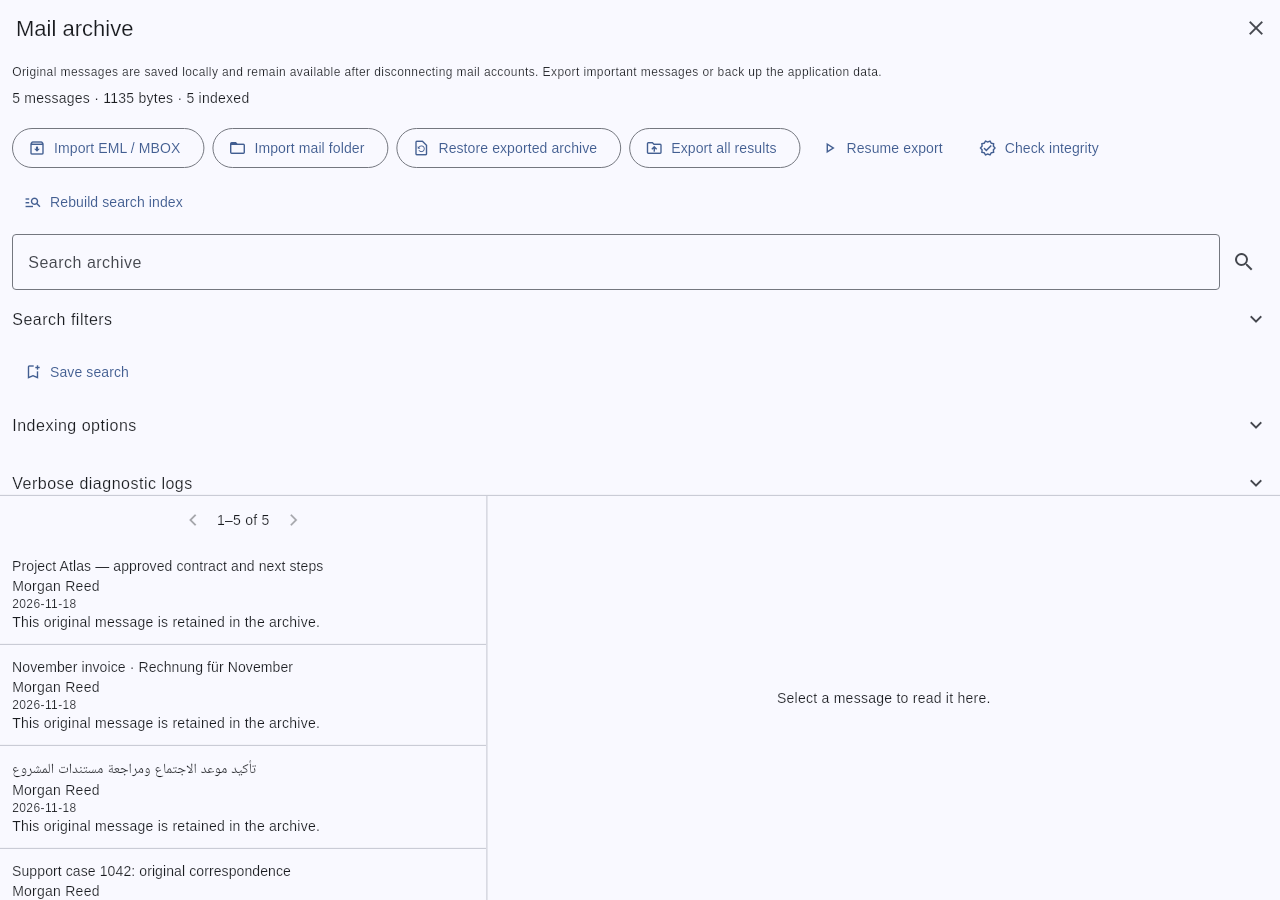 Mail archive
Original messages are saved locally and remain available after disconnecting mail accounts. Export important messages or back up the application data.
5 messages · 1135 bytes · 5 indexed
Import EML / MBOX
Import mail folder
Restore exported archive
Export all results
Resume export
Check integrity
Rebuild search index
Search archive
Search filters
Save search
Indexing options
Verbose diagnostic logs
1–5 of 5
Project Atlas — approved contract and next steps
Morgan Reed
2026-11-18
This original message is retained in the archive.
November invoice · Rechnung für November
Morgan Reed
2026-11-18
This original message is retained in the archive.
تأكيد موعد الاجتماع ومراجعة مستندات المشروع
Morgan Reed
2026-11-18
This original message is retained in the archive.
Support case 1042: original correspondence
Morgan Reed
Select a message to read it here.